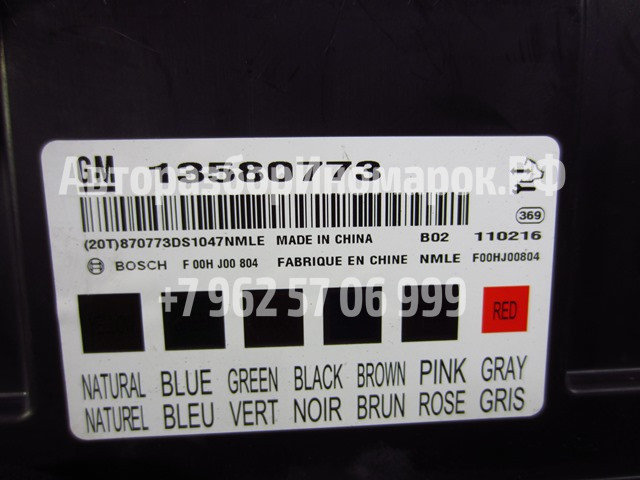 GM 13580773
Авторазбориномарок.РФ
369
(20T)870773DS1047NMLE MADE IN CHINA B02 110216
BOSCH F 00H J00 804 FABRIQUE EN CHINE NMLE F00HJ00804
+7 962 57 06 999
RED
NATURAL BLUE GREEN BLACK BROWN PINK GRAY
NATUREL BLEU VERT NOIR BRUN ROSE GRIS